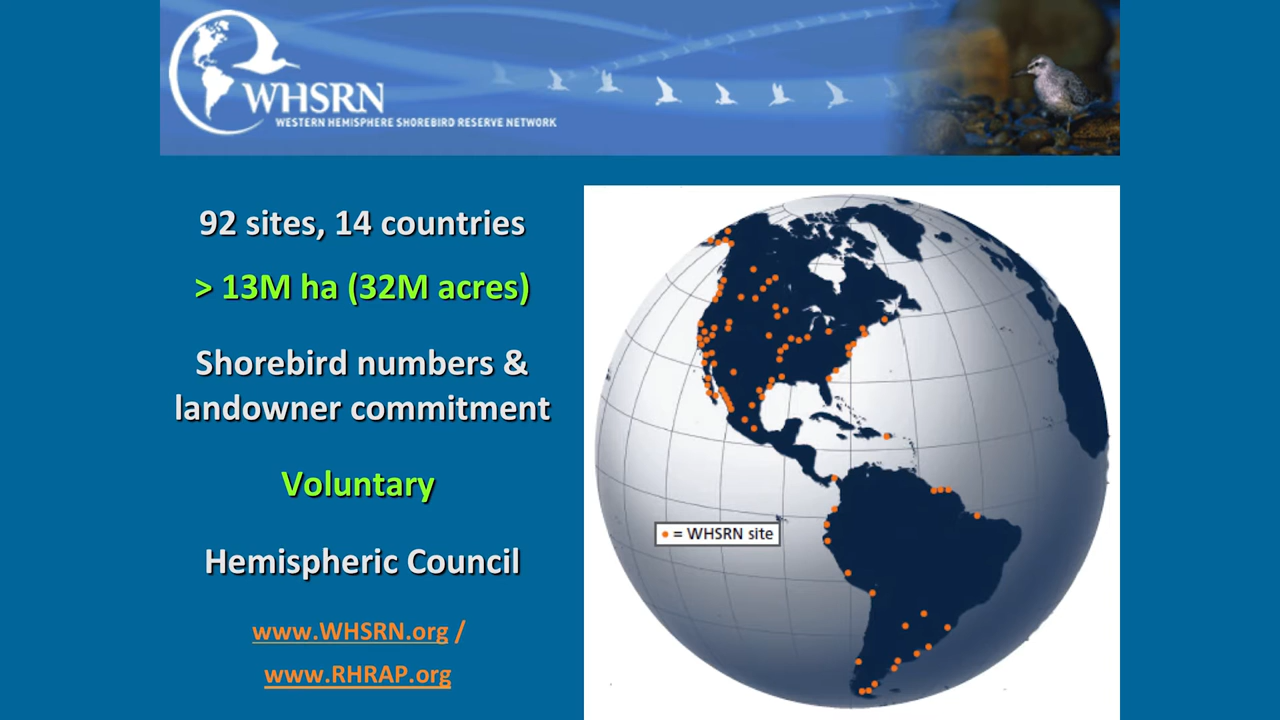 WHSRN
WESTERN HEMISPHERE SHOREBIRD RESERVE NETWORK
92 sites, 14 countries
> 13M ha (32M acres)
Shorebird numbers &
landowner commitment
Voluntary
Hemispheric Council
www.WHSRN.org /
www.RHRAP.org
= WHSRN site